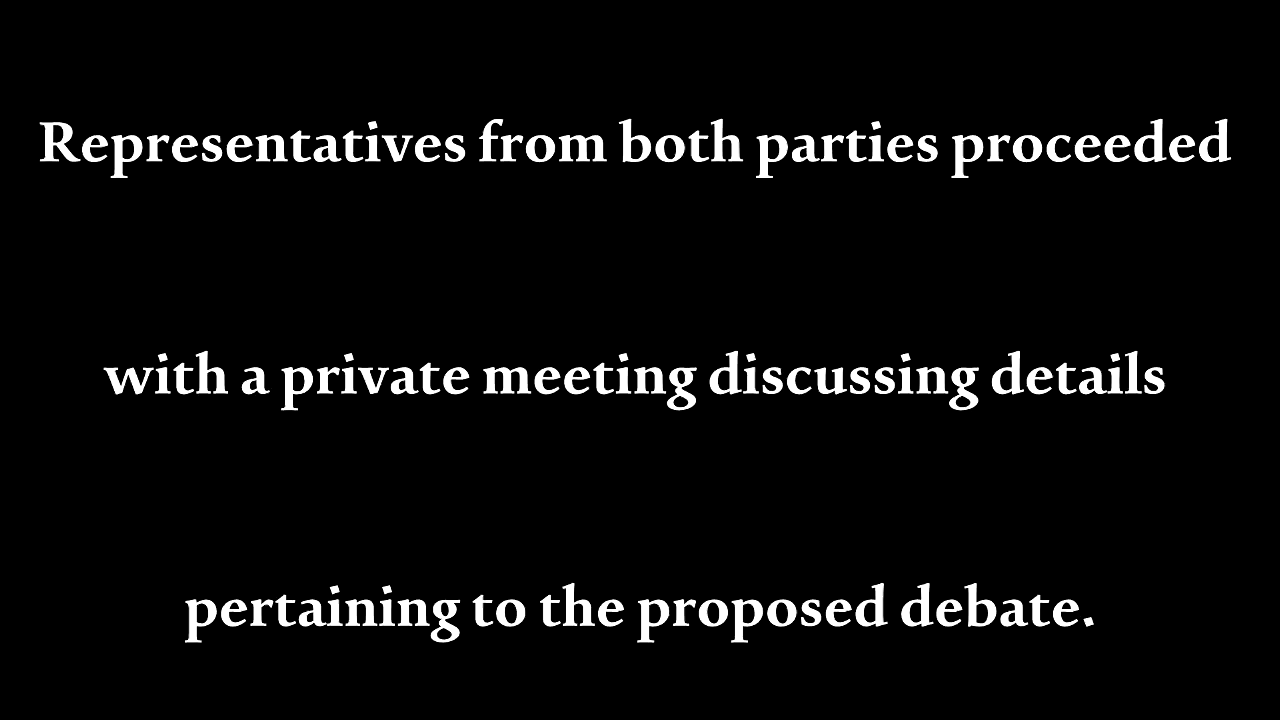 Representatives from both parties proceeded
with a private meeting discussing details
pertaining to the proposed debate.